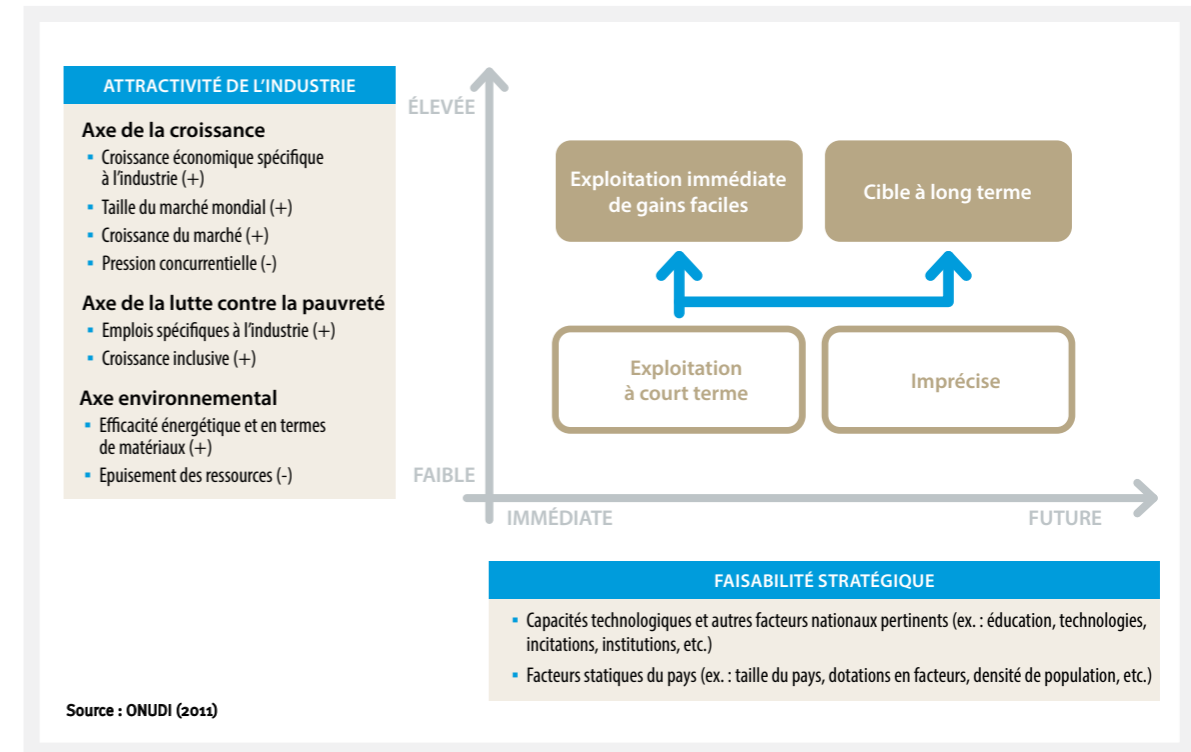 ATTRACTIVITÉ DE L’INDUSTRIE
Axe de la croissance
▪ Croissance économique spécifique
à l’industrie (+)
▪ Taille du marché mondial (+)
▪ Croissance du marché (+)
▪ Pression concurrentielle (-)
Axe de la lutte contre la pauvreté
▪ Emplois spécifiques à l’industrie (+)
▪ Croissance inclusive (+)
Axe environnemental
▪ Efficacité énergétique et en termes
de matériaux (+)
▪ Epuisement des ressources (-)
ÉLEVÉE
Exploitation immédiate
de gains faciles
Cible à long terme
Exploitation
à court terme
Imprécise
FAIBLE
IMMÉDIATE
FUTURE
FAISABILITÉ STRATÉGIQUE
▪ Capacités technologiques et autres facteurs nationaux pertinents (ex. : éducation, technologies,
incitations, institutions, etc.)
▪ Facteurs statiques du pays (ex. : taille du pays, dotations en facteurs, densité de population, etc.)
Source : ONUDI (2011)